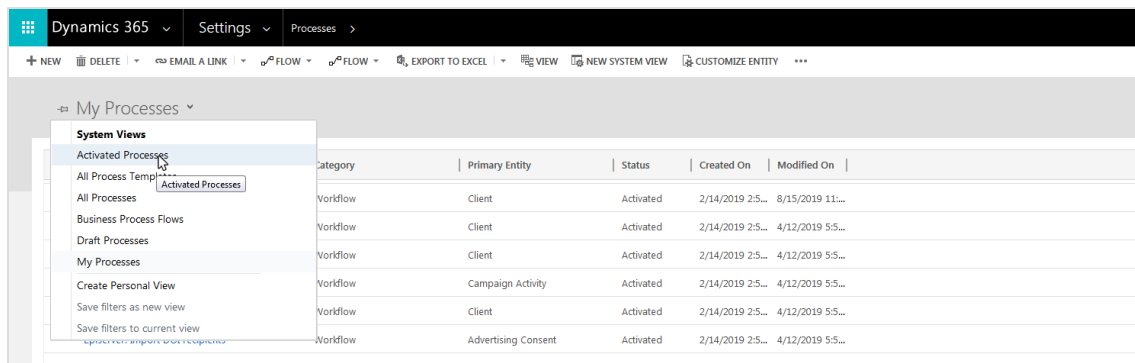 Dynamics 365 Settings Processes >
NEW DELETE EMAIL A LINK FLOW FLOW EXPORT TO EXCEL VIEW NEW SYSTEM VIEW CUSTOMIZE ENTITY •••
My Processes
System Views
Activated Processes
All Process Templates
Activated Processes
All Processes
Business Process Flows
Draft Processes
My Processes
Create Personal View
Save filters as new view
Save filters to current view
Category Primary Entity Status Created On Modified On
Workflow Client Activated 2/14/2019 2:5... 8/15/2019 11:...
Workflow Client Activated 2/14/2019 2:5... 4/12/2019 5:5...
Workflow Client Activated 2/14/2019 2:5... 4/12/2019 5:5...
Workflow Campaign Activity Activated 2/14/2019 2:5... 4/12/2019 5:5...
Workflow Client Activated 2/14/2019 2:5... 4/12/2019 5:5...
Episerver: Import DOI recipients Workflow Advertising Consent Activated 2/14/2019 2:5... 4/12/2019 5:5...